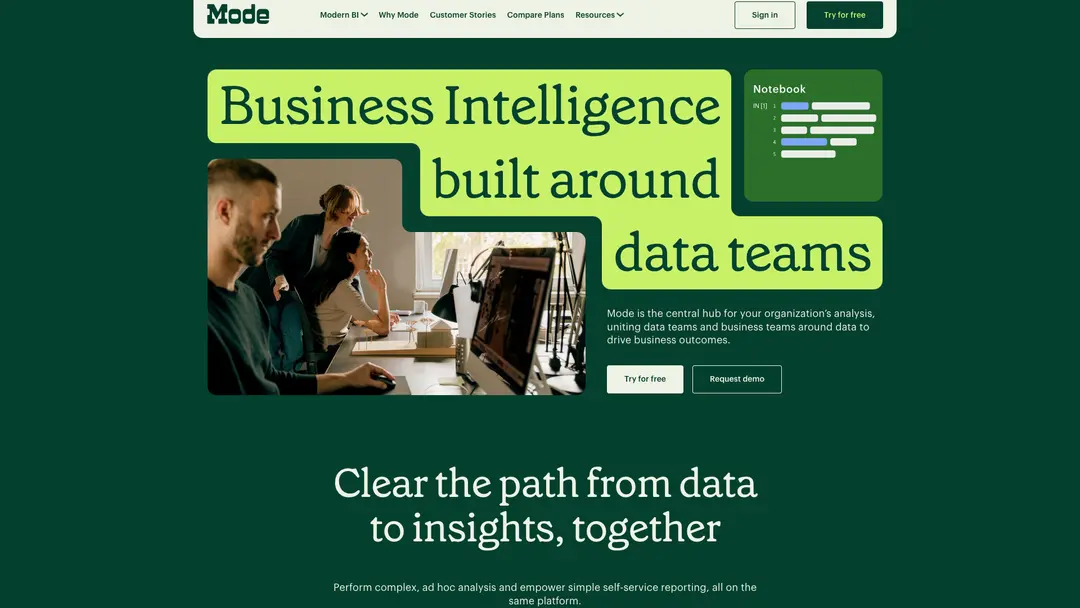 Mode
Modern BI
Why Mode
Customer Stories
Compare Plans
Resources
Sign in
Try for free
Business Intelligence
built around
data teams
Notebook
IN [1]
1
2
3
4
5
Mode is the central hub for your organization’s analysis,
uniting data teams and business teams around data to
drive business outcomes.
Try for free
Request demo
Clear the path from data
to insights, together
Perform complex, ad hoc analysis and empower simple self-service reporting, all on the
same platform.